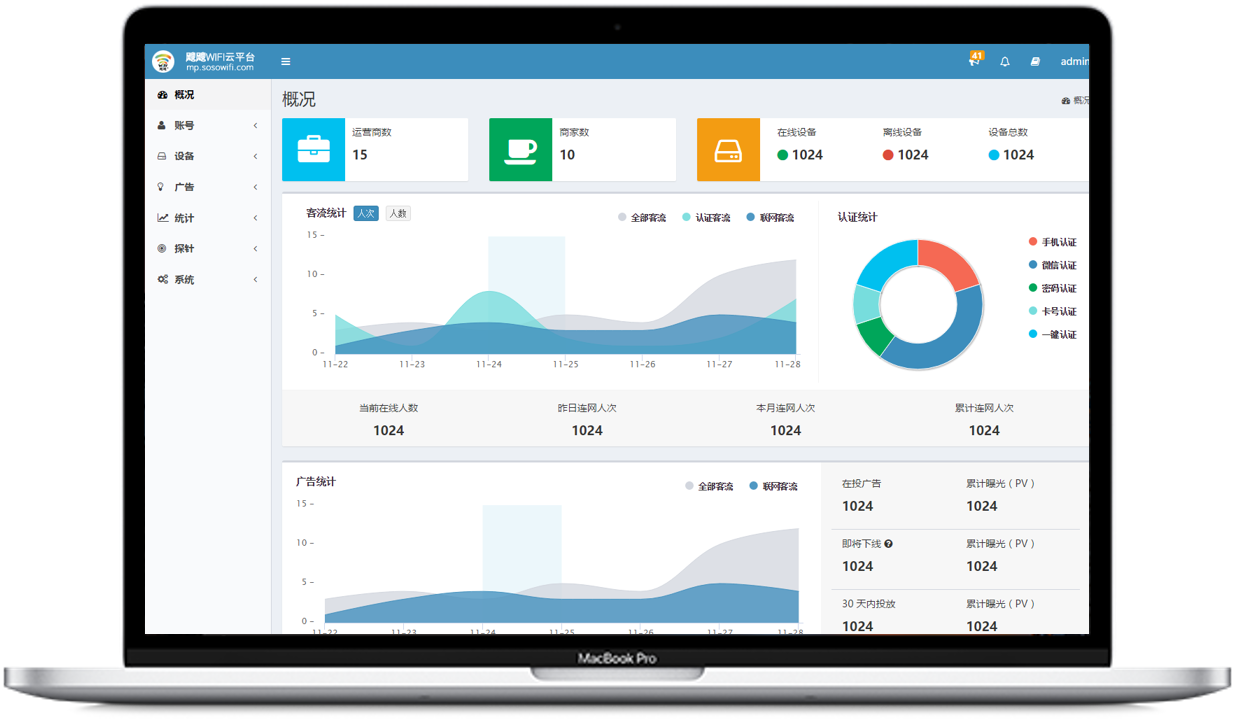 飕飕WIFI云平台
mp.sosowifi.com
41
admin
概况
账号
设备
广告
统计
探针
系统
概况
概况
运营商数
15
商家数
10
在线设备 离线设备 设备总数
1024 1024 1024
客流统计 人次 人数
全部客流 认证客流 联网客流
15
10
5
0
11-22 11-23 11-24 11-25 11-26 11-27 11-28
认证统计
手机认证
微信认证
密码认证
卡号认证
一键认证
当前在线人数 昨日连网人次 本月连网人次 累计连网人次
1024 1024 1024 1024
广告统计
全部客流 联网客流
15
10
5
0
11-22 11-23 11-24 11-25 11-26 11-27 11-28
在投广告 累计曝光（PV）
1024 1024
即将下线 累计曝光（PV）
1024 1024
30 天内投放 累计曝光（PV）
1024 1024
MacBook Pro